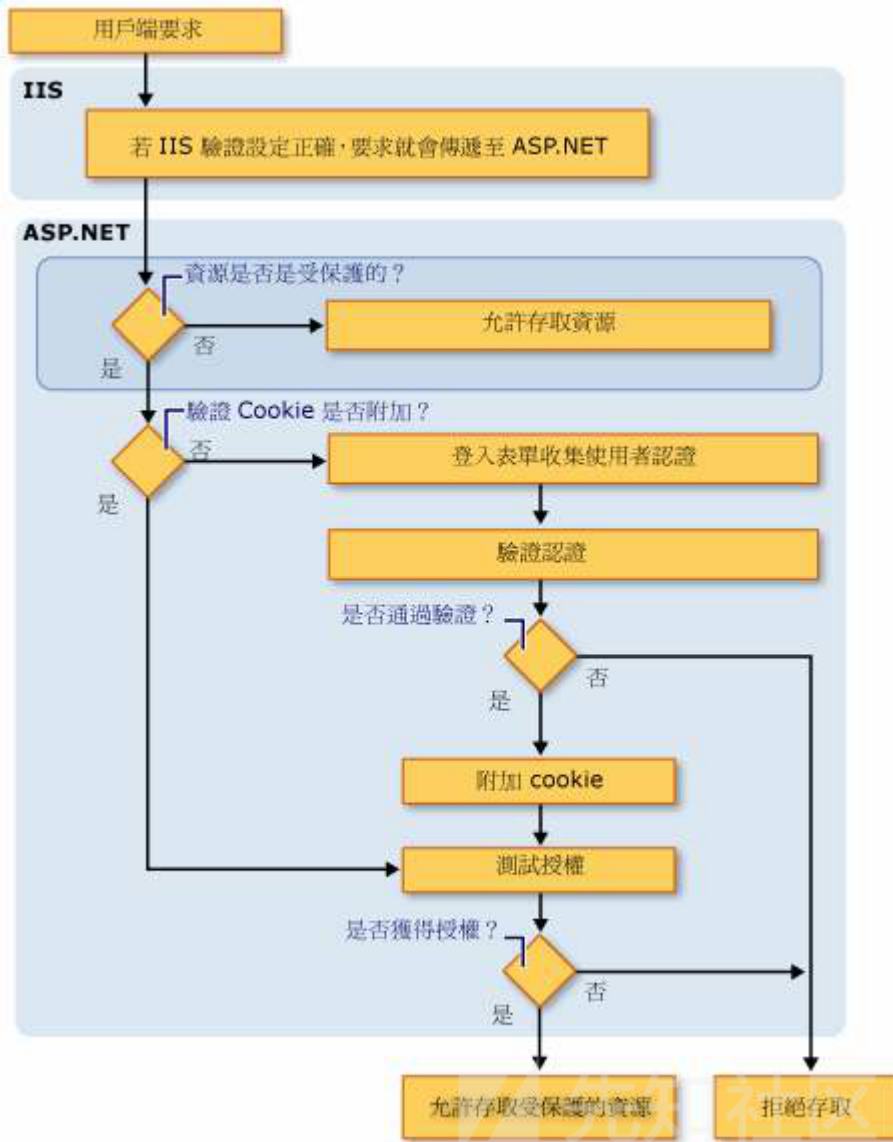 用戶端要求
IIS
若 IIS 驗證設定正確，要求就會傳遞至 ASP.NET
ASP.NET
資源是否是受保護的？
允許存取資源
否
是
驗證 Cookie 是否附加？
否
登入表單收集使用者認證
是
驗證認證
是否通過驗證？
否
是
附加 cookie
測試授權
是否獲得授權？
否
是
允許存取受保護的資源
拒絕存取
先知社区